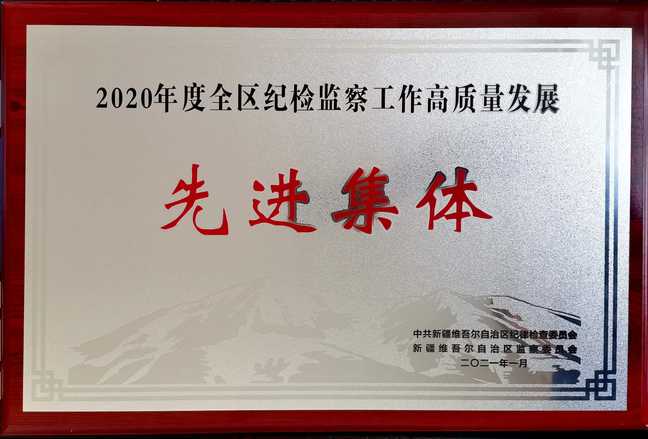 2020年度全区纪检监察工作高质量发展
先进集体
中共新疆维吾尔自治区纪律检查委员会
新疆维吾尔自治区监察委员会
二〇二一年一月